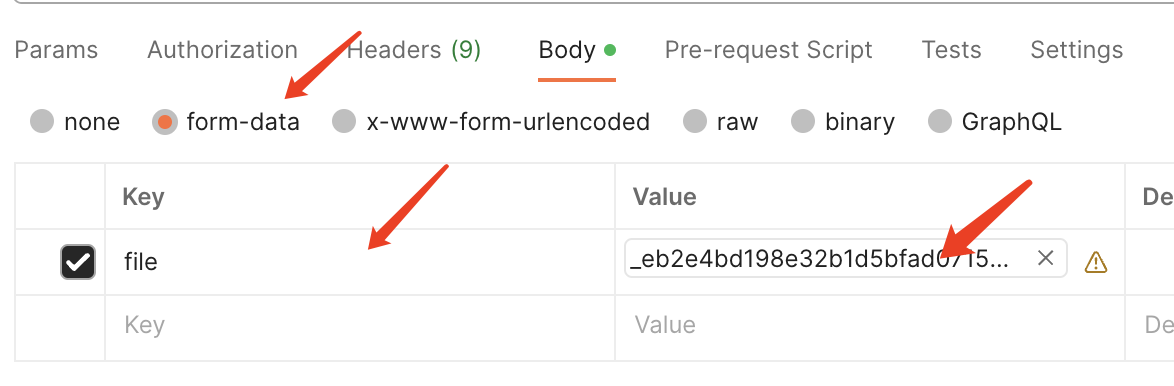 Params Authorization Headers (9) Body Pre-request Script Tests Settings
none form-data x-www-form-urlencoded raw binary GraphQL
Key Value De
file _eb2e4bd198e32b1d5bfad0715...
Key Value De